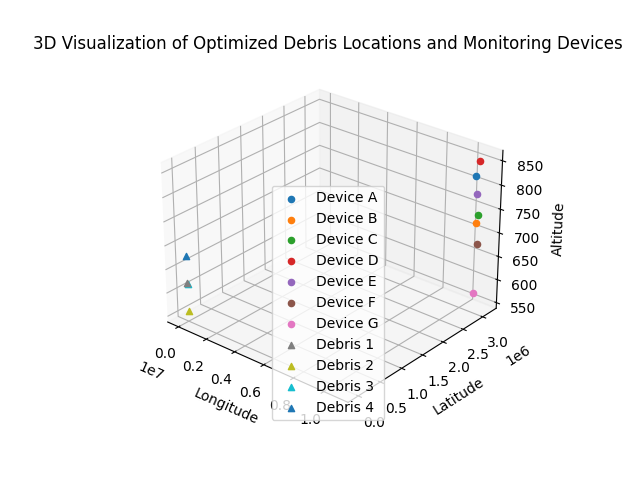 3D Visualization of Optimized Debris Locations and Monitoring Devices
850
800
750
700
650
600
550
Altitude
Device A
Device B
Device C
Device D
Device E
Device F
Device G
Debris 1
Debris 2
Debris 3
Debris 4
0.0
0.2
0.4
0.6
0.8
1.0
1e7
Longitude
0.0
0.5
1.0
1.5
2.0
2.5
3.0
1e6
Latitude